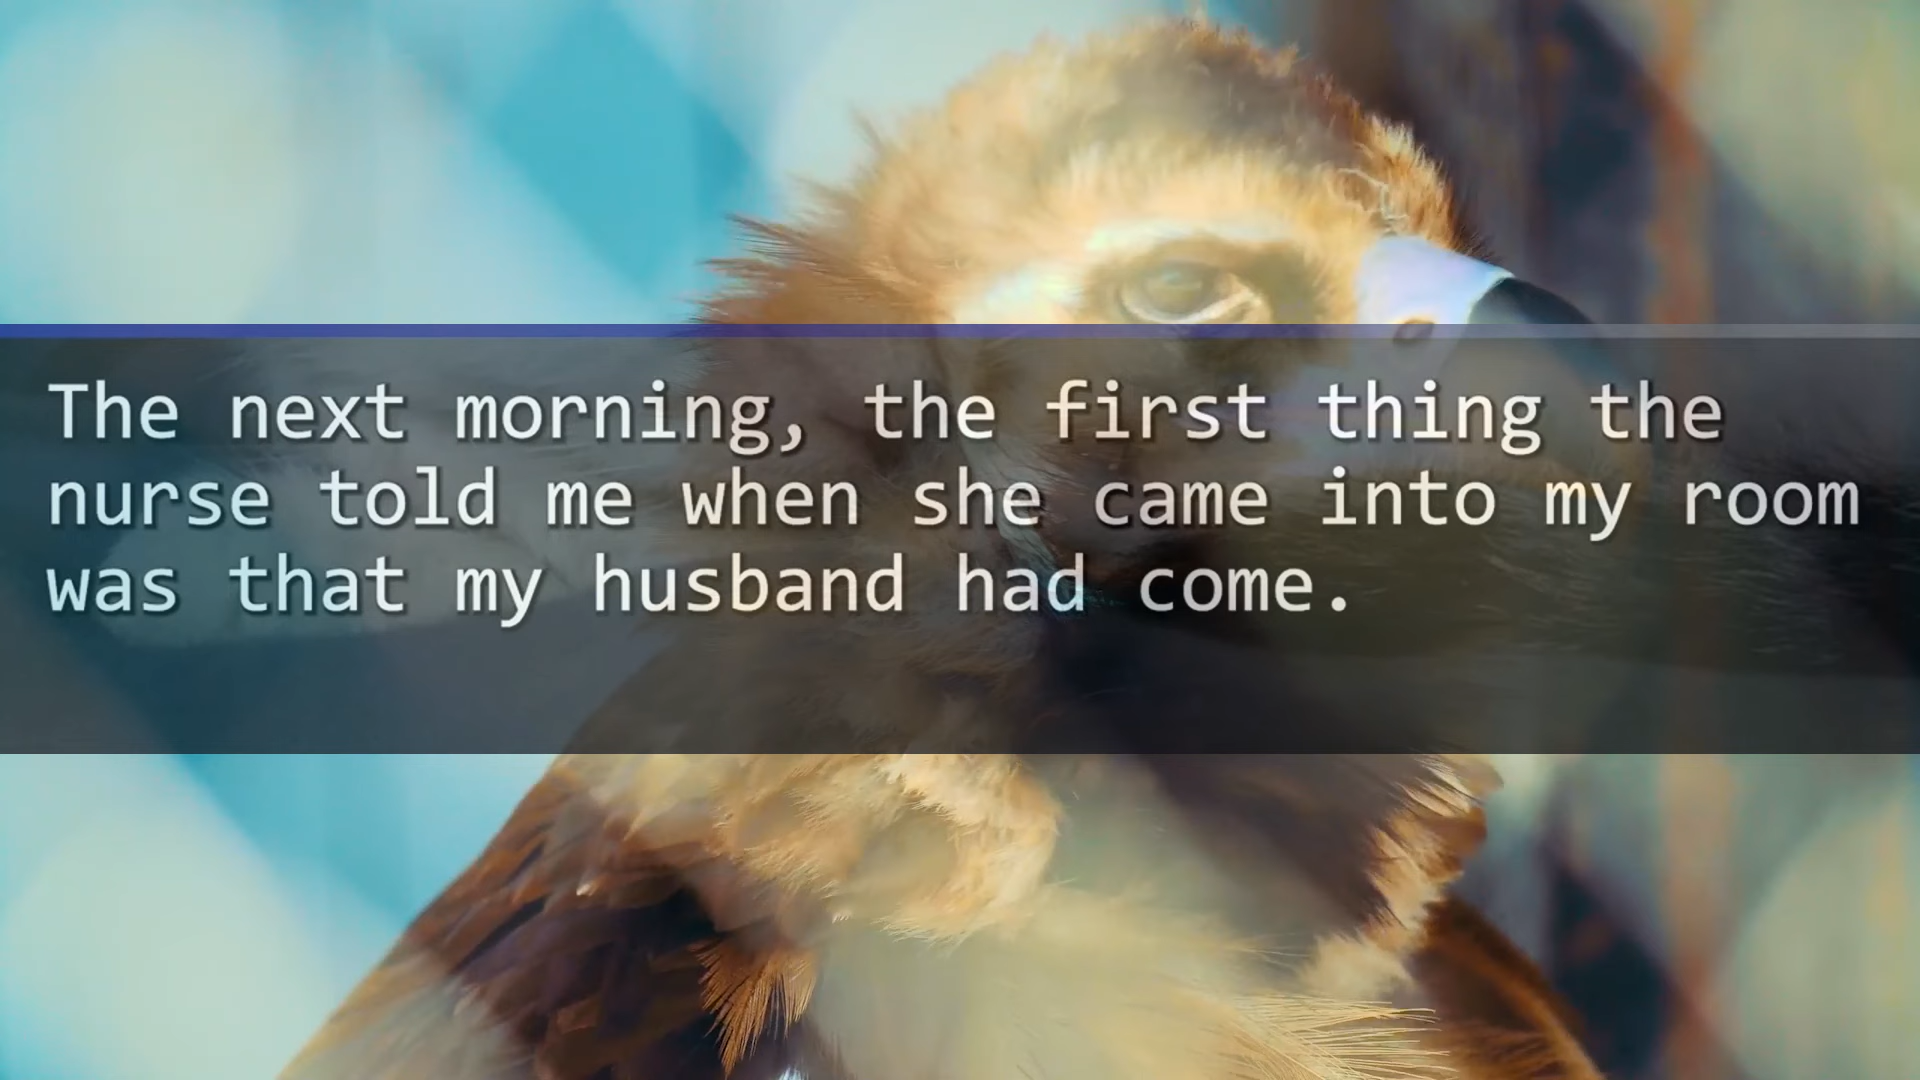 The next morning, the first thing the
nurse told me when she came into my room
was that my husband had come.